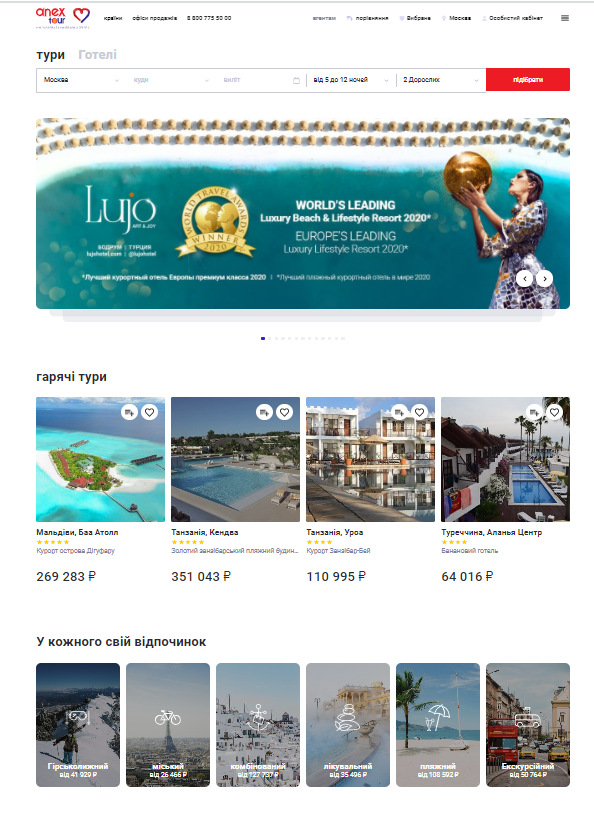 anex
tour
країни
офіси продажів
8 800 775 50 00
агентам
порівняння
Вибране
Москва
Особистий кабінет
тури
Готелі
Москва
куди
виліт
від 5 до 12 ночей
2 Дорослих
підібрати
Lujo
ART & JOY
БОДРУМ | ТУРЦИЯ
lujohotel.com | @lujohotel
WORLD TRAVEL AWARDS
WINNER
2020
WORLD'S LEADING
Luxury Beach & Lifestyle Resort 2020*
EUROPE'S LEADING
Luxury Lifestyle Resort 2020*
*Лучший курортный отель Европы премиум класса 2020 | *Лучший пляжный курортный отель в мире 2020
гарячі тури
Мальдіви, Баа Атолл
Курорт острова Дігуфару
269 283 ₽
Танзанія, Кендва
Золотий занзібарський пляжний будин...
351 043 ₽
Танзанія, Уроа
Курорт Занзібар-Бей
110 995 ₽
Туреччина, Аланья Центр
Банановий готель
64 016 ₽
У кожного свій відпочинок
Гірськолижний
від 41 929 ₽
міський
від 26 466 ₽
комбінований
від 127 737 ₽
лікувальний
від 35 496 ₽
пляжний
від 108 592 ₽
Екскурсійний
від 50 764 ₽